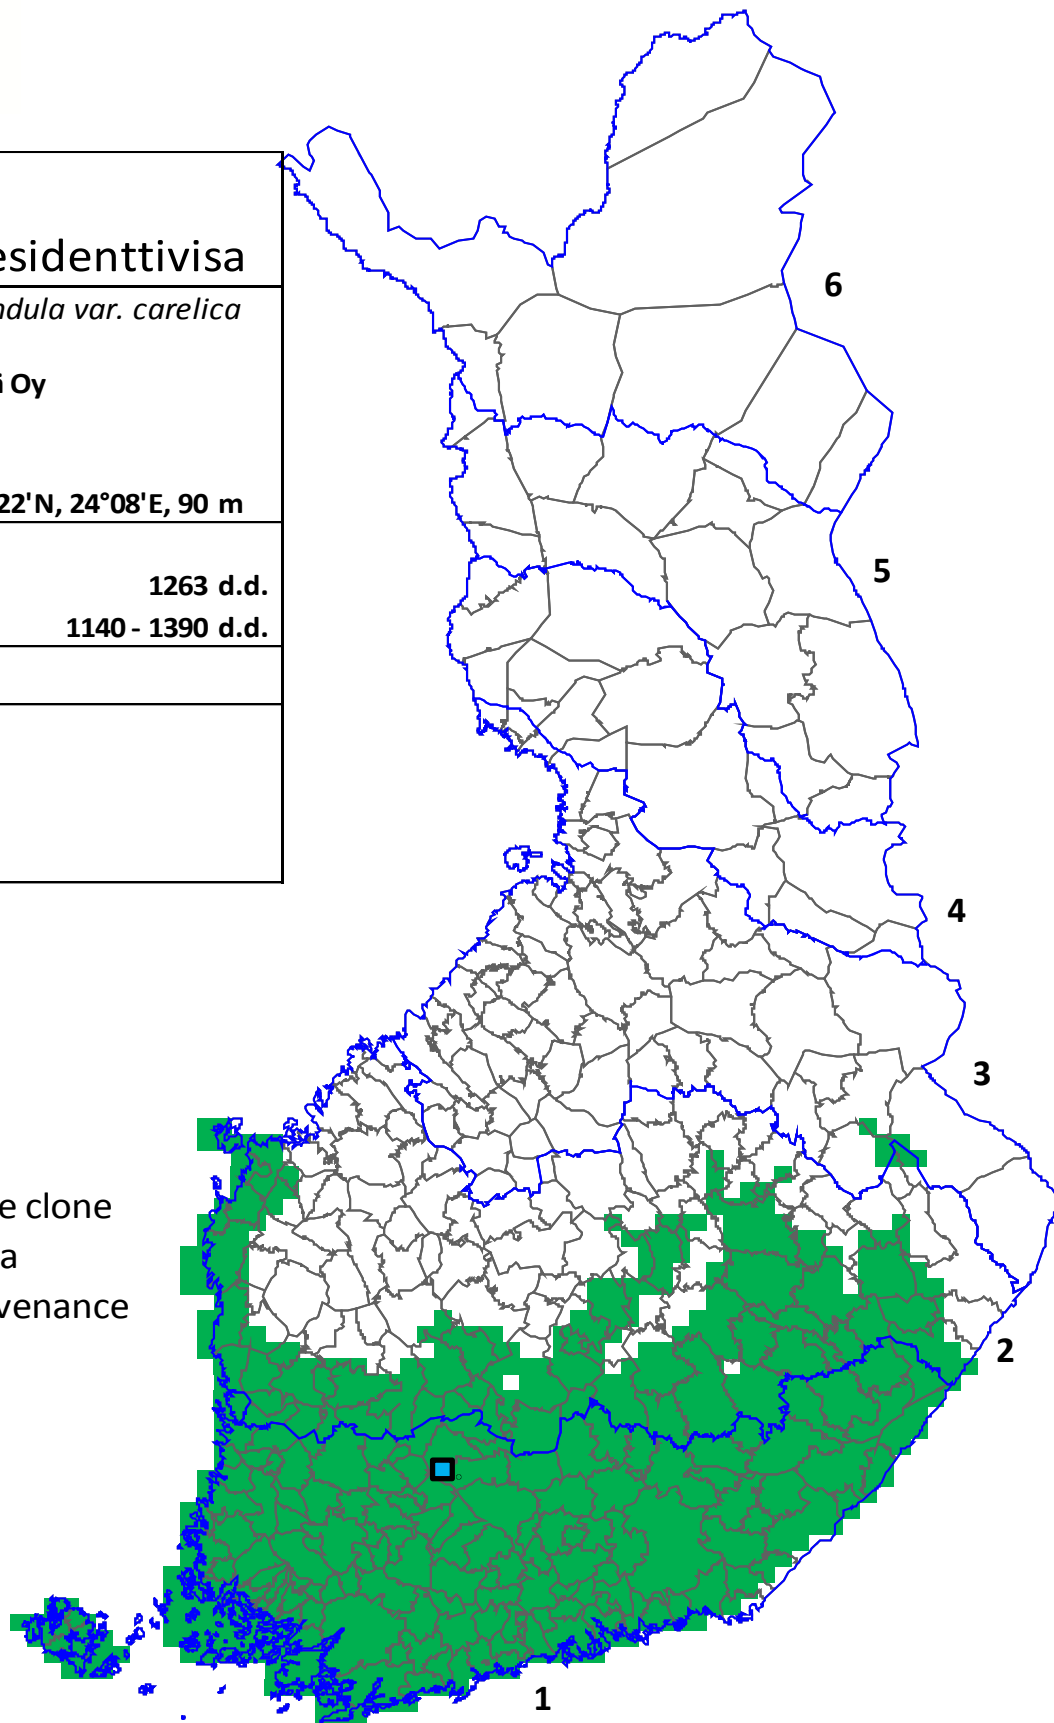 esidenttivisa
ndula var. carelica
i Oy
22'N, 24°08'E, 90 m
1263 d.d.
1140 - 1390 d.d.
6
5
4
3
e clone
a
venance
2
1